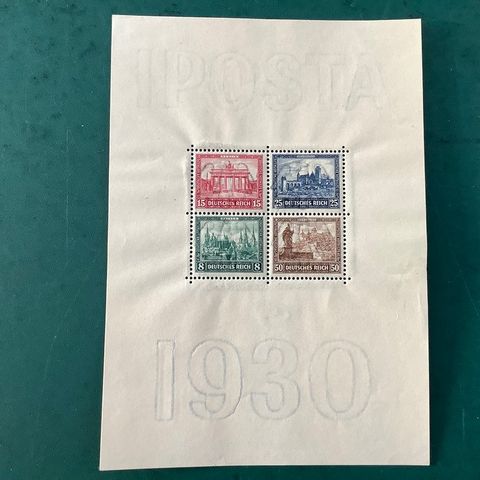 IPOSTA
15 DEUTSCHES REICH 15
25 DEUTSCHES REICH 25
8 DEUTSCHES REICH 8
50 DEUTSCHES REICH 50
1930